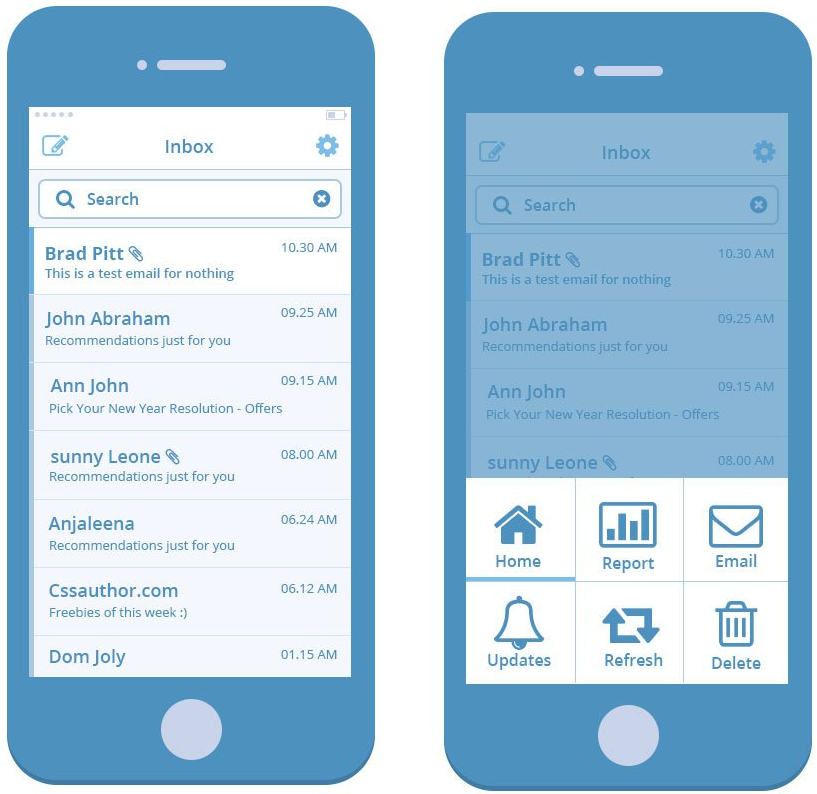 Inbox
Search
Brad Pitt 10.30 AM
This is a test email for nothing
John Abraham 09.25 AM
Recommendations just for you
Ann John 09.15 AM
Pick Your New Year Resolution - Offers
sunny Leone 08.00 AM
Recommendations just for you
Anjaleena 06.24 AM
Recommendations just for you
Cssauthor.com 06.12 AM
Freebies of this week :)
Dom Joly 01.15 AM
Inbox
Search
Brad Pitt 10.30 AM
This is a test email for nothing
John Abraham 09.25 AM
Recommendations just for you
Ann John 09.15 AM
Pick Your New Year Resolution - Offers
sunny Leone 08.00 AM
Home Report Email
Updates Refresh Delete